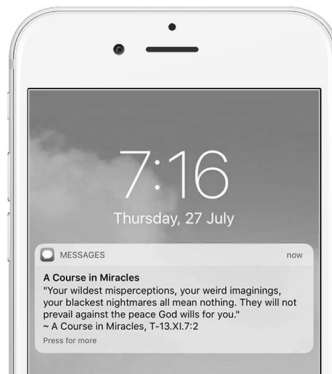 7:16
Thursday, 27 July
MESSAGES now
A Course in Miracles
"Your wildest misperceptions, your weird imaginings,
your blackest nightmares all mean nothing. They will not
prevail against the peace God wills for you."
~ A Course in Miracles, T-13.XI.7:2
Press for more